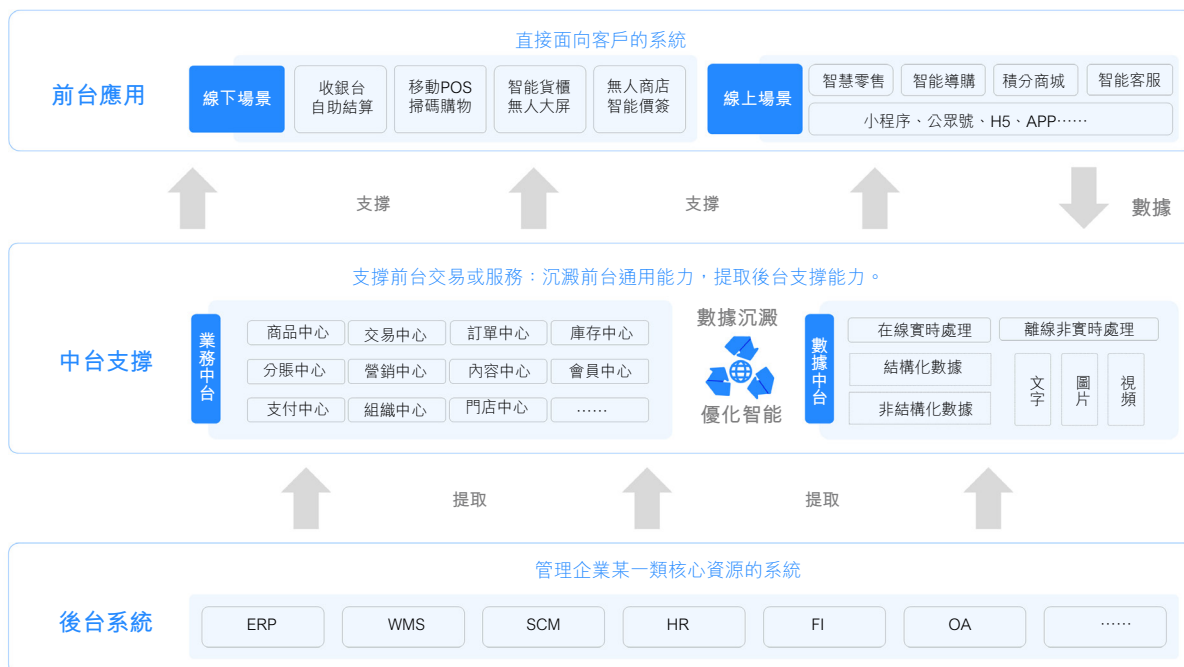 直接面向客戶的系統
前台應用
線下場景
收銀台
自助結算
移動POS
掃碼購物
智能貨櫃
無人大屏
無人商店
智能價簽
線上場景
智慧零售
智能導購
積分商城
智能客服
小程序、公眾號、H5、APP……
支撐
支撐
數據
支撐前台交易或服務：沉澱前台通用能力，提取後台支撐能力。
中台支撐
業務中台
商品中心
交易中心
訂單中心
庫存中心
分賬中心
營銷中心
內容中心
會員中心
支付中心
組織中心
門店中心
……
數據沉澱
優化智能
數據中台
在線實時處理
離線非實時處理
結構化數據
非結構化數據
文字
圖片
視頻
提取
提取
管理企業某一類核心資源的系統
後台系統
ERP
WMS
SCM
HR
FI
OA
……